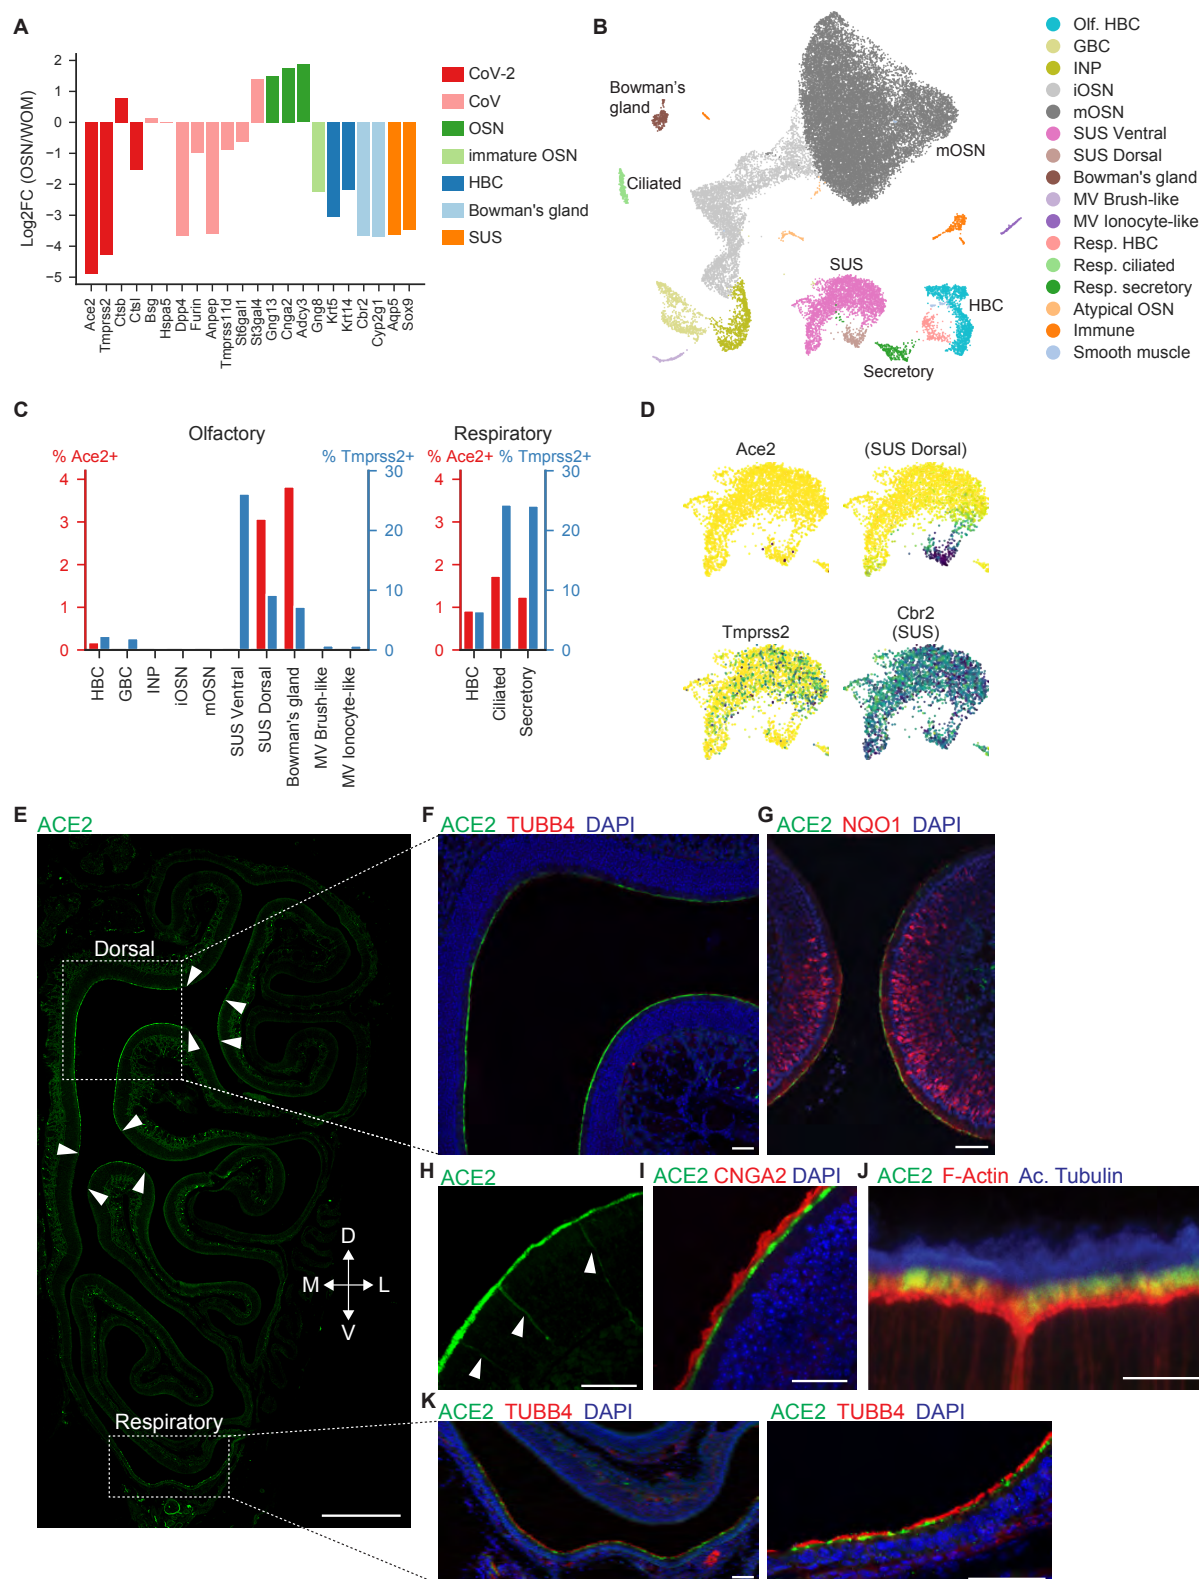 A
Log2FC (OSN/WOM)
2
1
0
−1
−2
−3
−4
−5
Ace2
Tmprss2
Ctsb
Ctsl
Bsg
Hspa5
Dpp4
Furin
Anpep
Tmprss11d
St6gal1
St3gal4
Gng13
Cnga2
Adcy3
Gng8
Krt5
Krt14
Cbr2
Cyp2g1
Aqp5
Sox9
CoV-2
CoV
OSN
immature OSN
HBC
Bowman's gland
SUS
B
Bowman's
gland
Ciliated
mOSN
SUS
HBC
Secretory
Olf. HBC
GBC
INP
iOSN
mOSN
SUS Ventral
SUS Dorsal
Bowman's gland
MV Brush-like
MV Ionocyte-like
Resp. HBC
Resp. ciliated
Resp. secretory
Atypical OSN
Immune
Smooth muscle
C
Olfactory
% Ace2+
% Tmprss2+
4
3
2
1
0
30
20
10
0
HBC
GBC
INP
iOSN
mOSN
SUS Ventral
SUS Dorsal
Bowman's gland
MV Brush-like
MV Ionocyte-like
Respiratory
% Ace2+
% Tmprss2+
4
3
2
1
0
30
20
10
0
HBC
Ciliated
Secretory
D
Ace2
(SUS Dorsal)
Tmprss2
Cbr2
(SUS)
E
ACE2
Dorsal
D
M
L
V
Respiratory
F
ACE2 TUBB4 DAPI
G
ACE2 NQO1 DAPI
H
ACE2
I
ACE2 CNGA2 DAPI
J
ACE2 F-Actin Ac. Tubulin
K
ACE2 TUBB4 DAPI
ACE2 TUBB4 DAPI